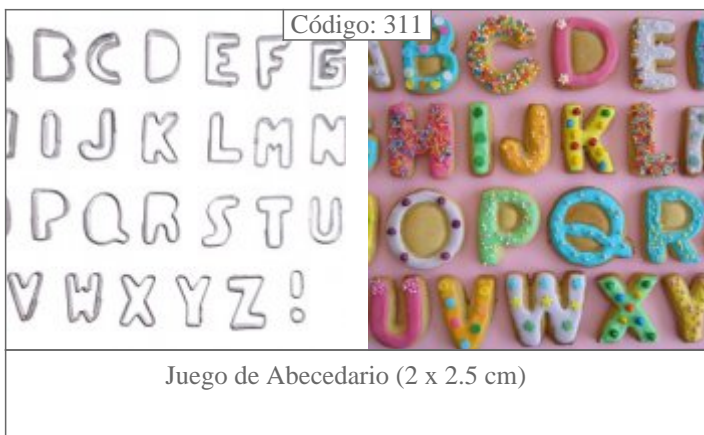 Código: 311
B C D E F G
I J K L M N
P Q R S T U
V W X Y Z !
A B C D E
H I J K L
O P Q R
U V W X Y
Juego de Abecedario (2 x 2.5 cm)